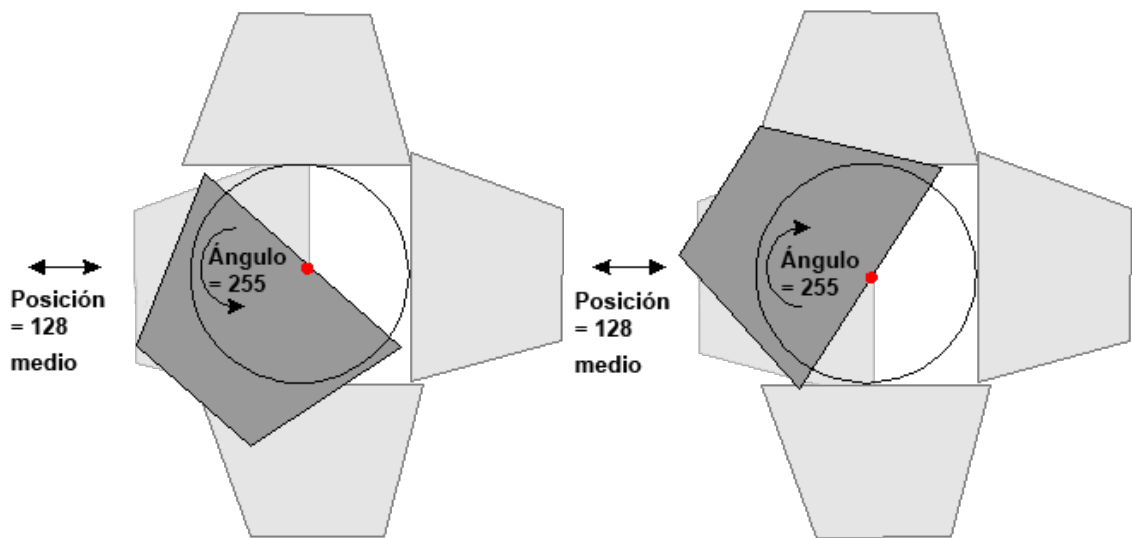 Ángulo
= 255
Posición
= 128
medio
Ángulo
= 255
Posición
= 128
medio